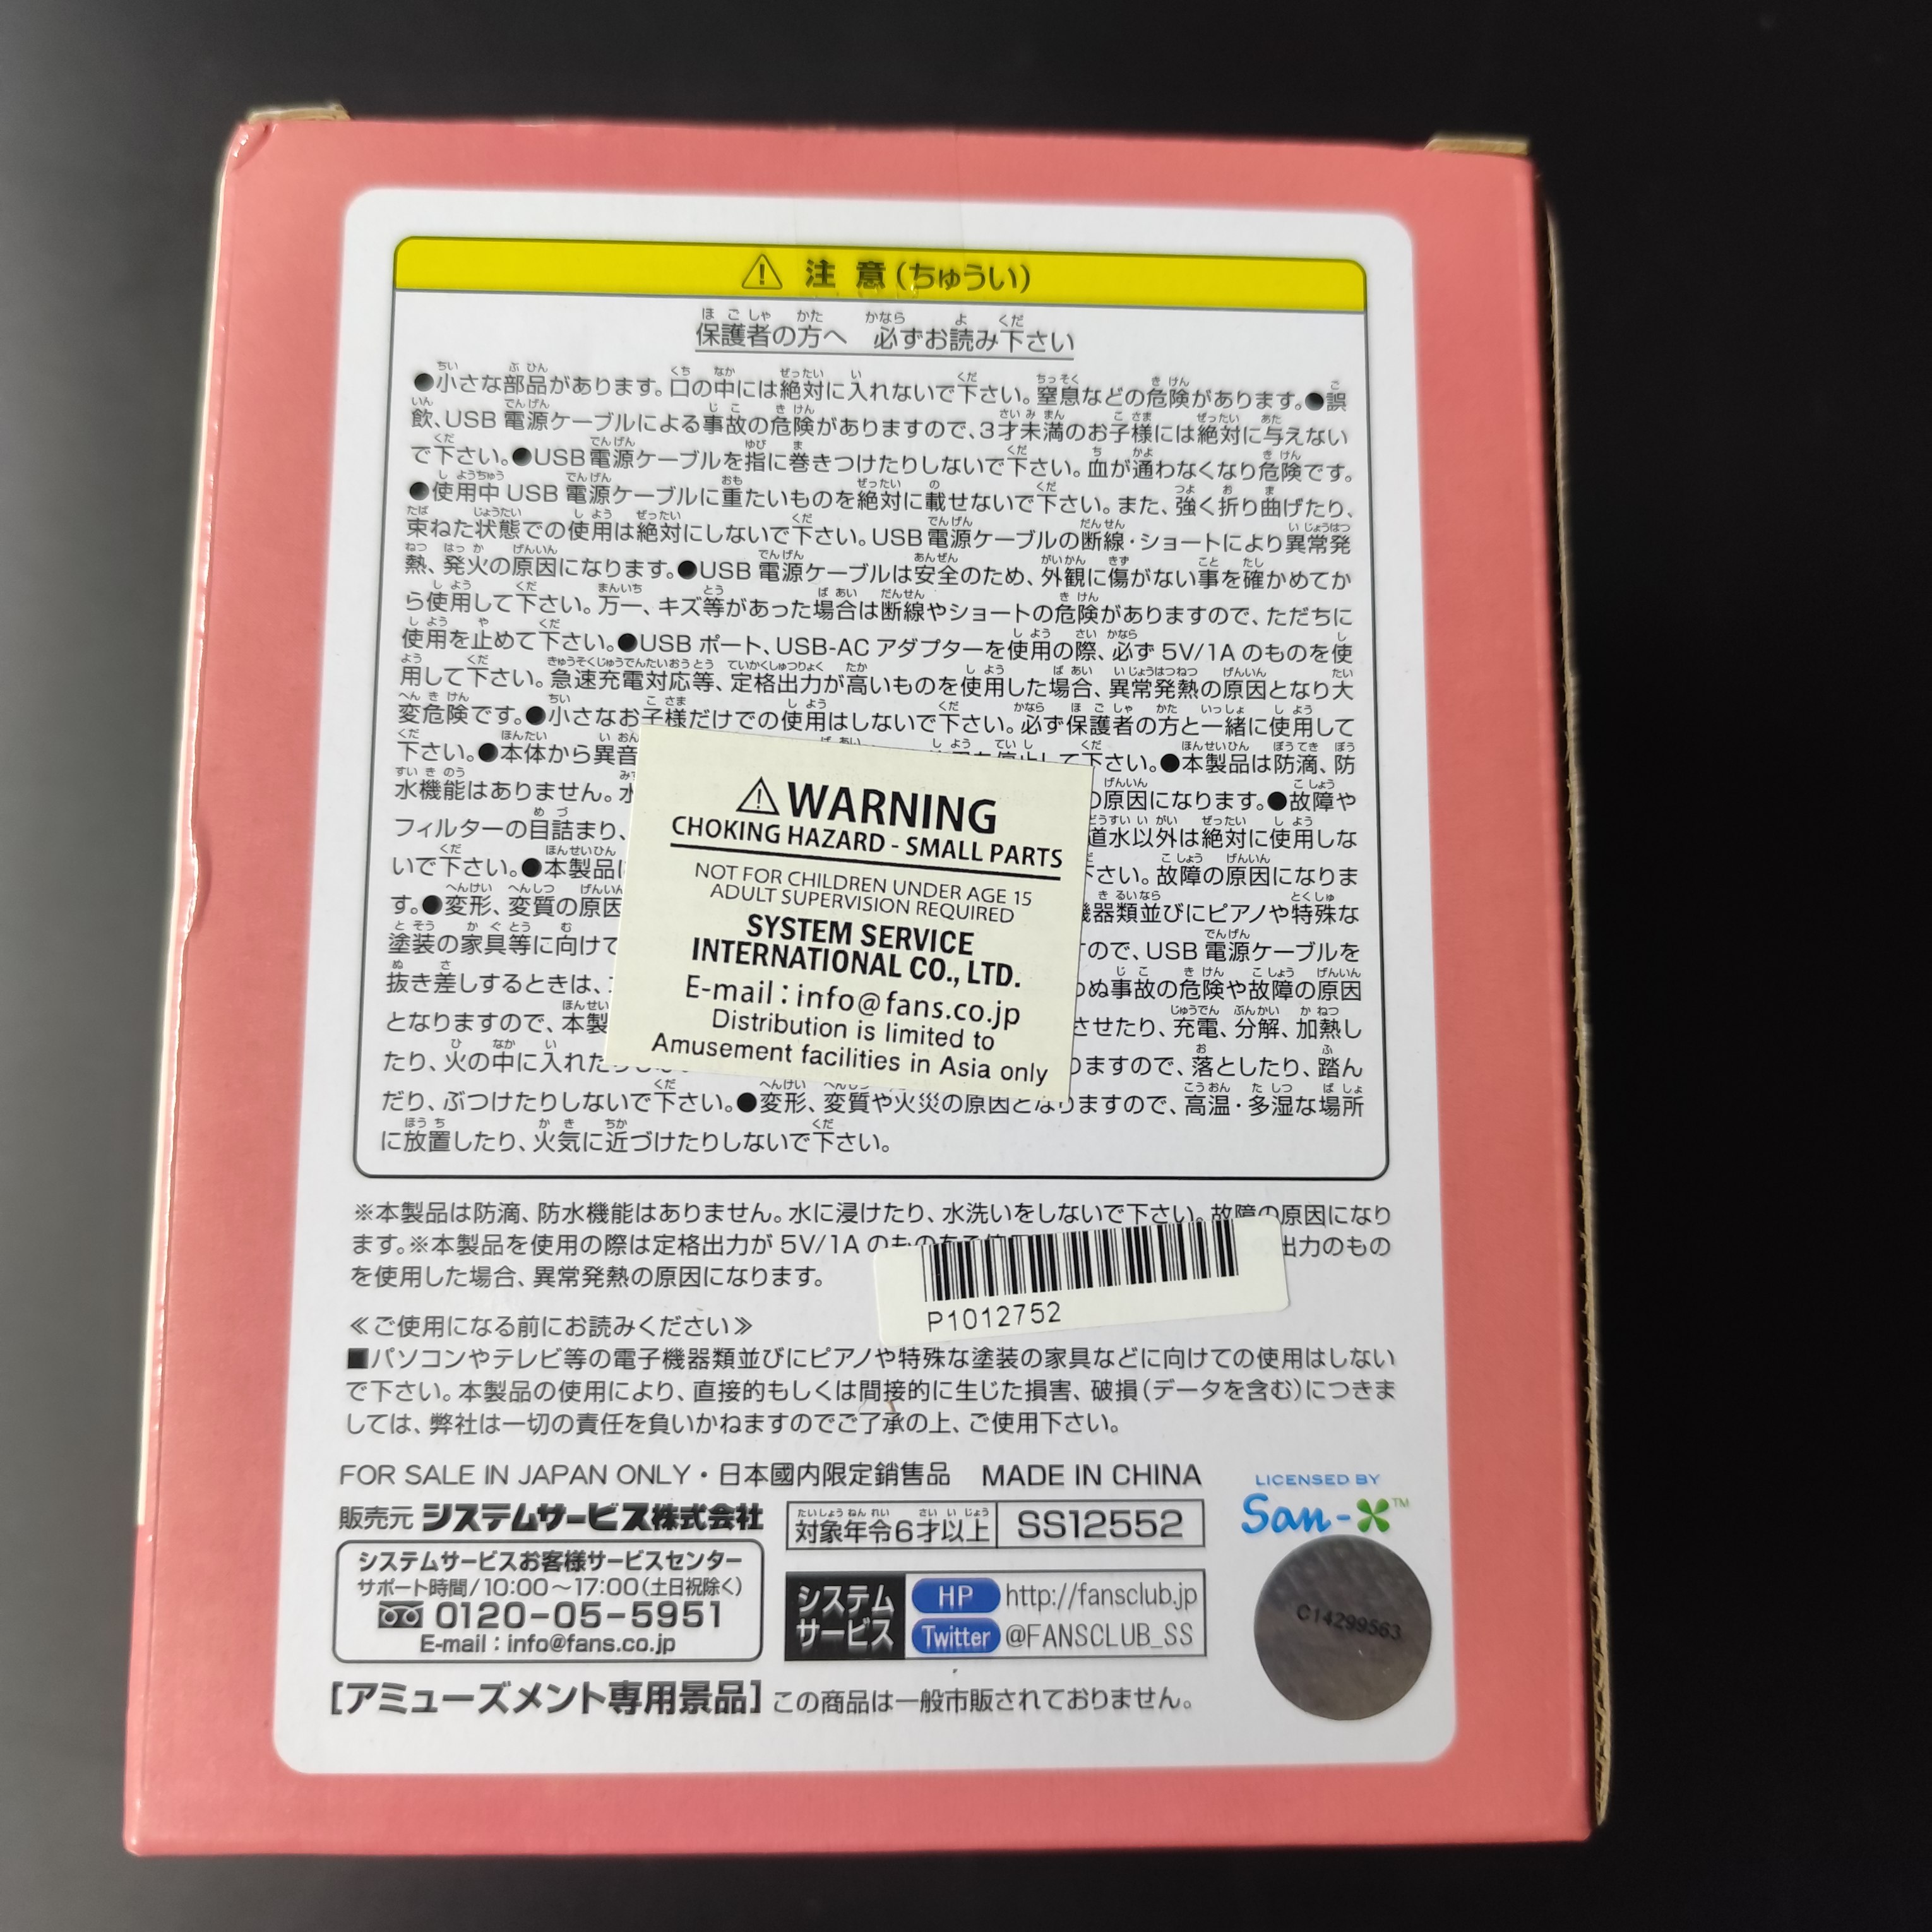 ⚠ 注意(ちゅうい)
保護者の方へ 必ずお読み下さい
●小さな部品があります。口の中には絶対に入れないで下さい。窒息などの危険があります。●誤
飲、USB電源ケーブルによる事故の危険がありますので、3才未満のお子様には絶対に与えない
で下さい。●USB電源ケーブルを指に巻きつけたりしないで下さい。血が通わなくなり危険です。
●使用中USB電源ケーブルに重たいものを絶対に載せないで下さい。また、強く折り曲げたり、
束ねた状態での使用は絶対にしないで下さい。USB電源ケーブルの断線・ショートにより異常発
熱、発火の原因になります。●USB電源ケーブルは安全のため、外観に傷がない事を確かめてか
ら使用して下さい。万一、キズ等があった場合は断線やショートの危険がありますので、ただちに
使用を止めて下さい。●USBポート、USB-ACアダプターを使用の際、必ず5V/1Aのものを使
用して下さい。急速充電対応等、定格出力が高いものを使用した場合、異常発熱の原因となり大
変危険です。●小さなお子様だけでの使用はしないで下さい。必ず保護者の方と一緒に使用して
下さい。●本体から異音 して下さい。●本製品は防滴、防
水機能はありません。水 の原因になります。●故障や
フィルターの目詰まり、 道水以外は絶対に使用しな
いで下さい。●本製品 下さい。故障の原因になりま
す。●変形、変質の原因 機器類並びにピアノや特殊な
塗装の家具等に向けて ので、USB電源ケーブルを
抜き差しするときは、 わぬ事故の危険や故障の原因
となりますので、本製 させたり、充電、分解、加熱し
たり、火の中に入れた りますので、落としたり、踏ん
だり、ぶつけたりしないで下さい。●変形、変質や火災の原因となりますので、高温・多湿な場所
に放置したり、火気に近づけたりしないで下さい。
⚠WARNING
CHOKING HAZARD - SMALL PARTS
NOT FOR CHILDREN UNDER AGE 15
ADULT SUPERVISION REQUIRED
SYSTEM SERVICE
INTERNATIONAL CO., LTD.
E-mail : info@fans.co.jp
Distribution is limited to
Amusement facilities in Asia only
※本製品は防滴、防水機能はありません。水に浸けたり、水洗いをしないで下さい。故障の原因になり
ます。※本製品を使用の際は定格出力が5V/1Aのもの 出力のもの
を使用した場合、異常発熱の原因になります。
P1012752
≪ご使用になる前にお読みください≫
■パソコンやテレビ等の電子機器類並びにピアノや特殊な塗装の家具などに向けての使用はしない
で下さい。本製品の使用により、直接的もしくは間接的に生じた損害、破損(データを含む)につきま
しては、弊社は一切の責任を負いかねますのでご了承の上、ご使用下さい。
FOR SALE IN JAPAN ONLY・日本國内限定銷售品 MADE IN CHINA
販売元 システムサービス株式会社
システムサービスお客様サービスセンター
サポート時間/10:00～17:00(土日祝除く)
0120-05-5951
E-mail : info@fans.co.jp
対象年令6才以上 SS12552
システムサービス
HP http://fansclub.jp
Twitter @FANSCLUB_SS
LICENSED BY
San-X™
C14299563
[アミューズメント専用景品] この商品は一般市販されておりません。